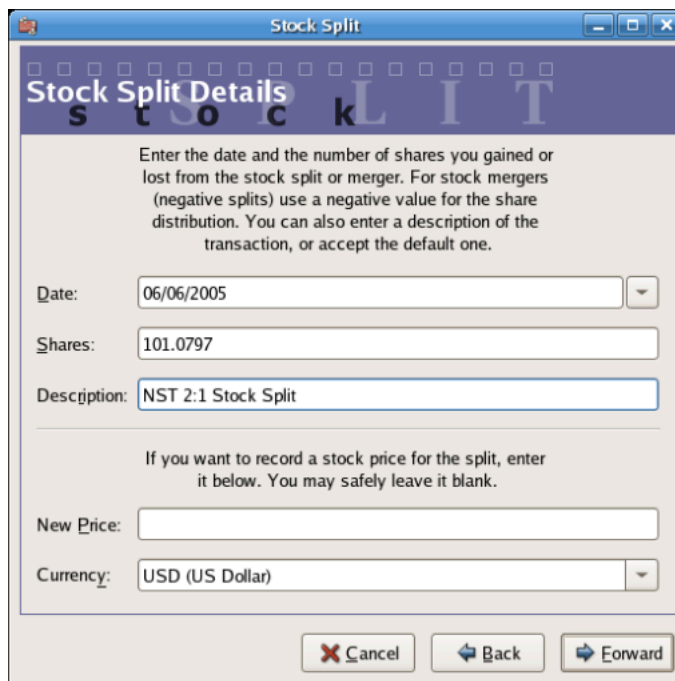 Stock Split
Stock Split Details
S P L I T
s t o c k
Enter the date and the number of shares you gained or
lost from the stock split or merger. For stock mergers
(negative splits) use a negative value for the share
distribution. You can also enter a description of the
transaction, or accept the default one.
Date: 06/06/2005
Shares: 101.0797
Description: NST 2:1 Stock Split
If you want to record a stock price for the split, enter
it below. You may safely leave it blank.
New Price:
Currency: USD (US Dollar)
Cancel Back Forward